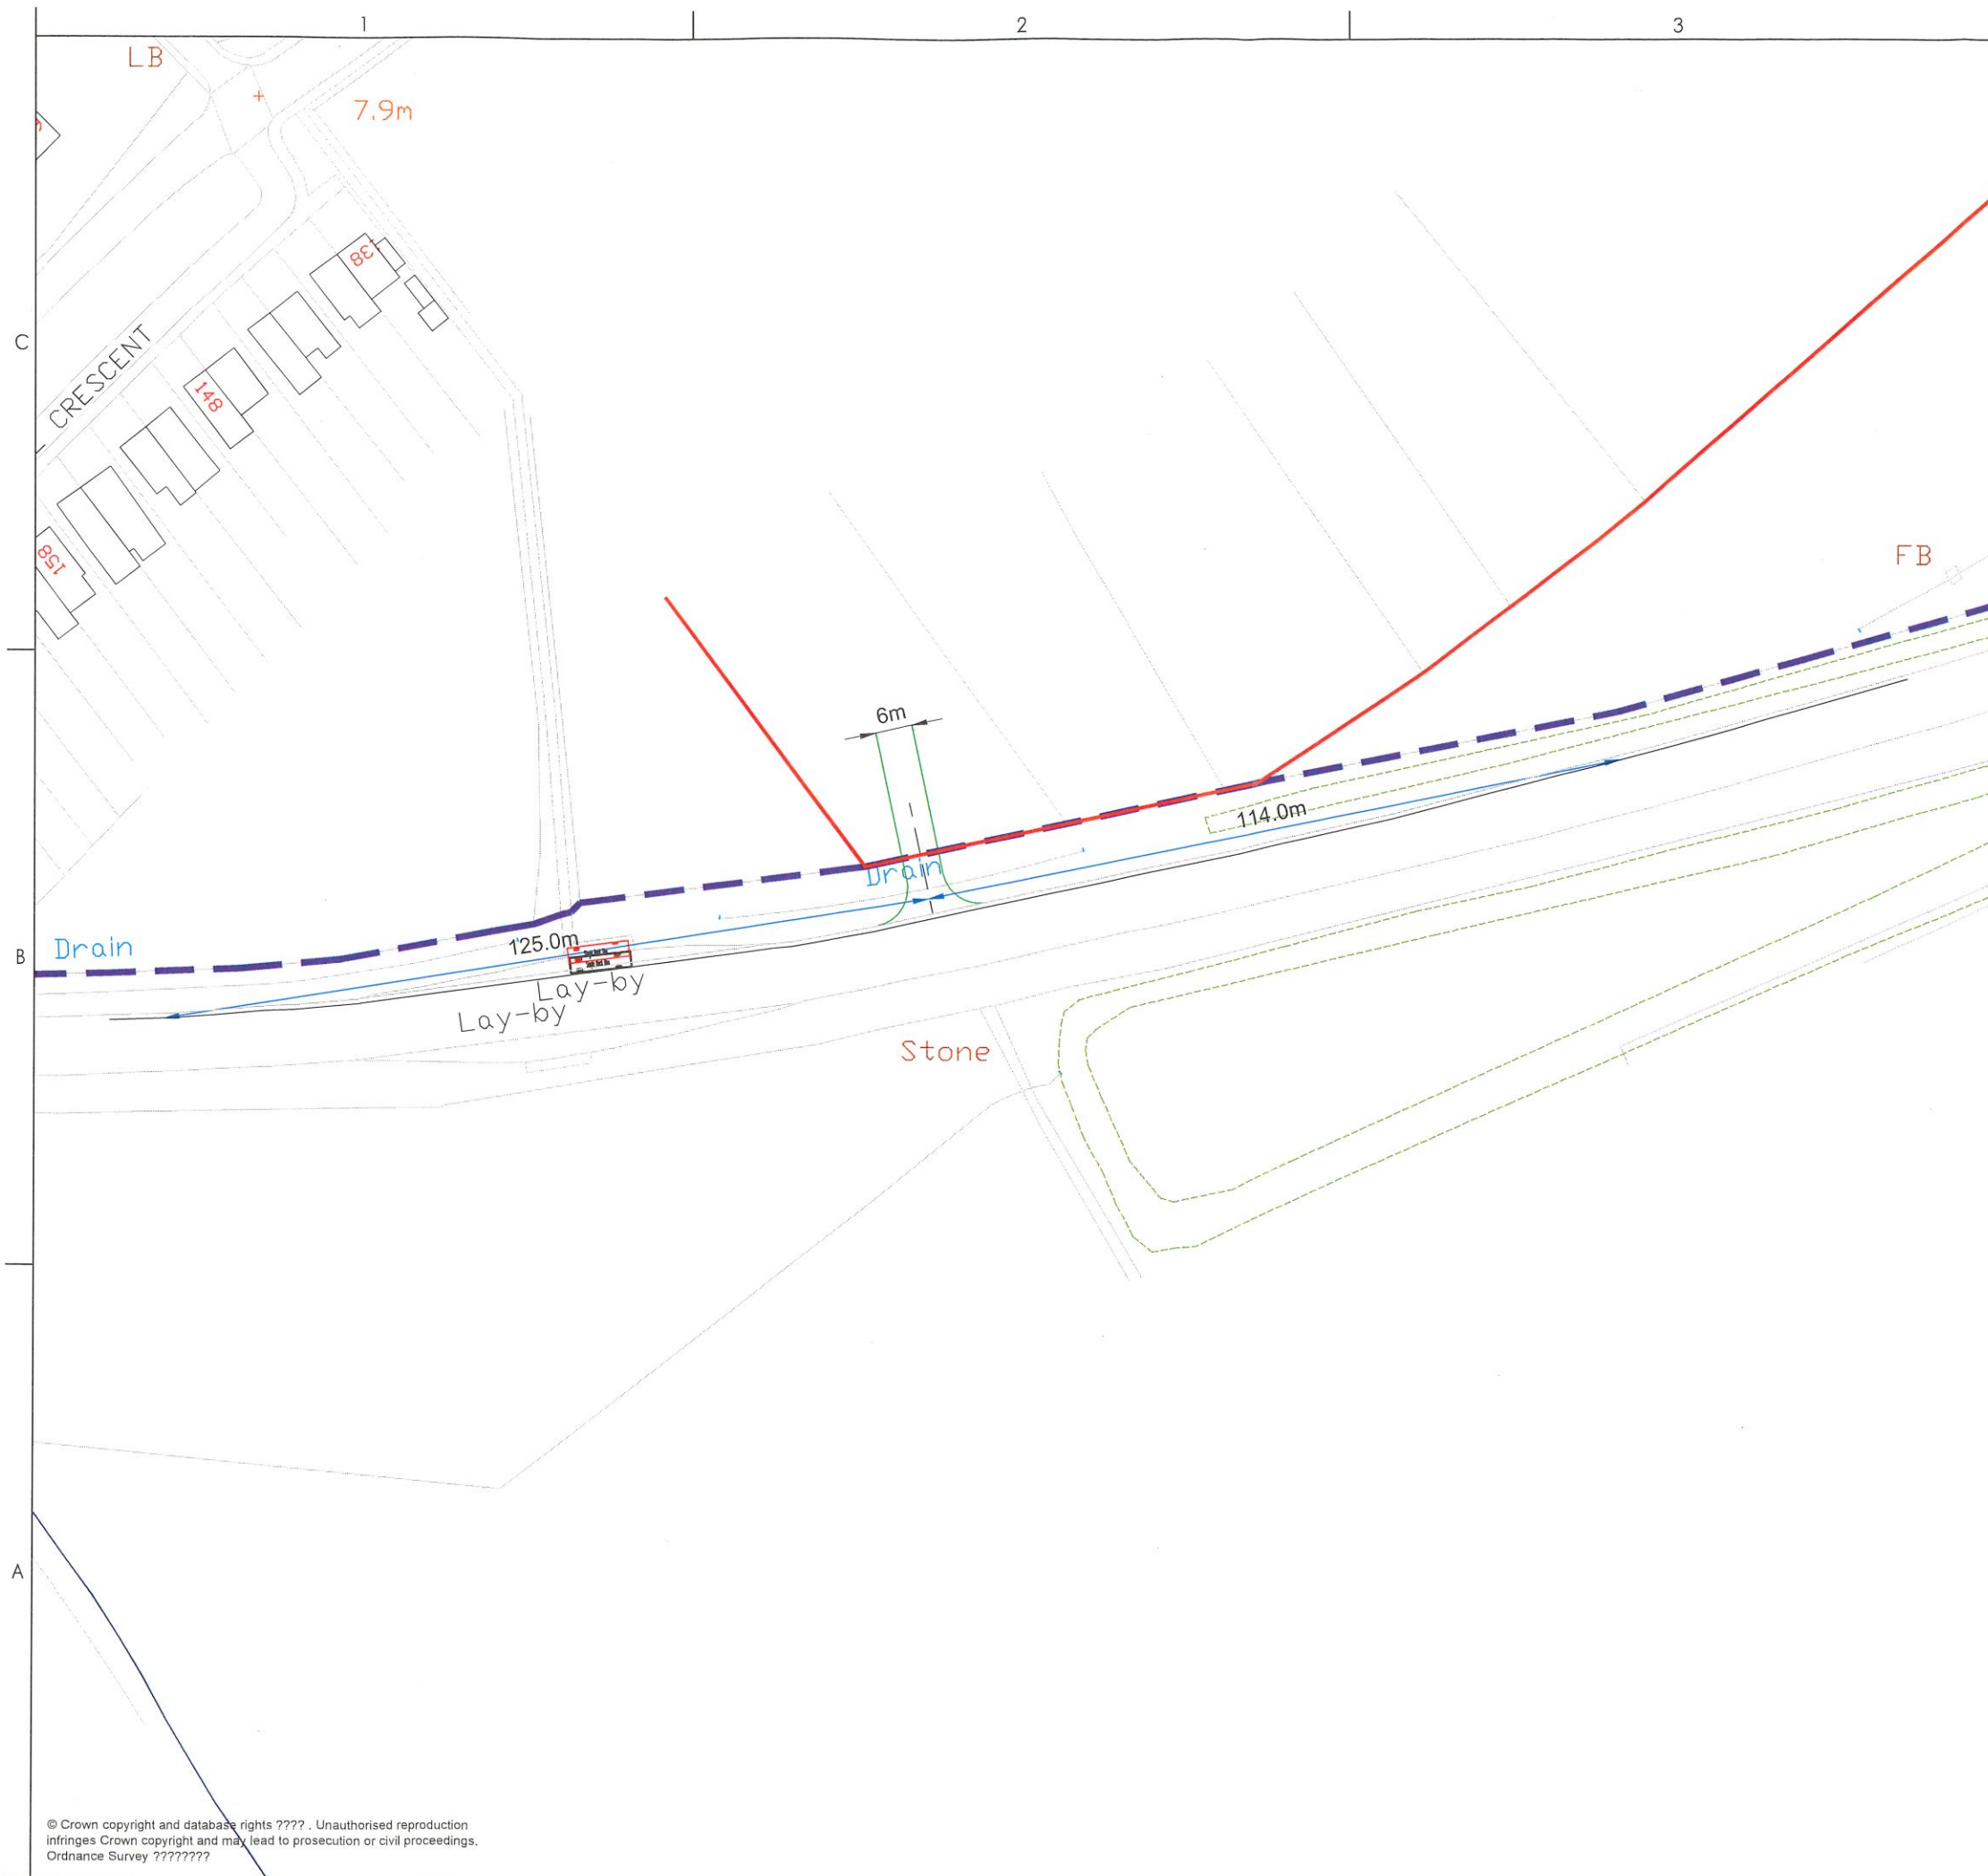 1
2
3
LB
7.9m
38
C
CRESCENT
148
158
FB
6m
114.0m
Drain
125.0m
Drain
B
Lay-by
Lay-by
Stone
A
© Crown copyright and database rights ???? . Unauthorised reproduction
infringes Crown copyright and may lead to prosecution or civil proceedings.
Ordnance Survey ????????